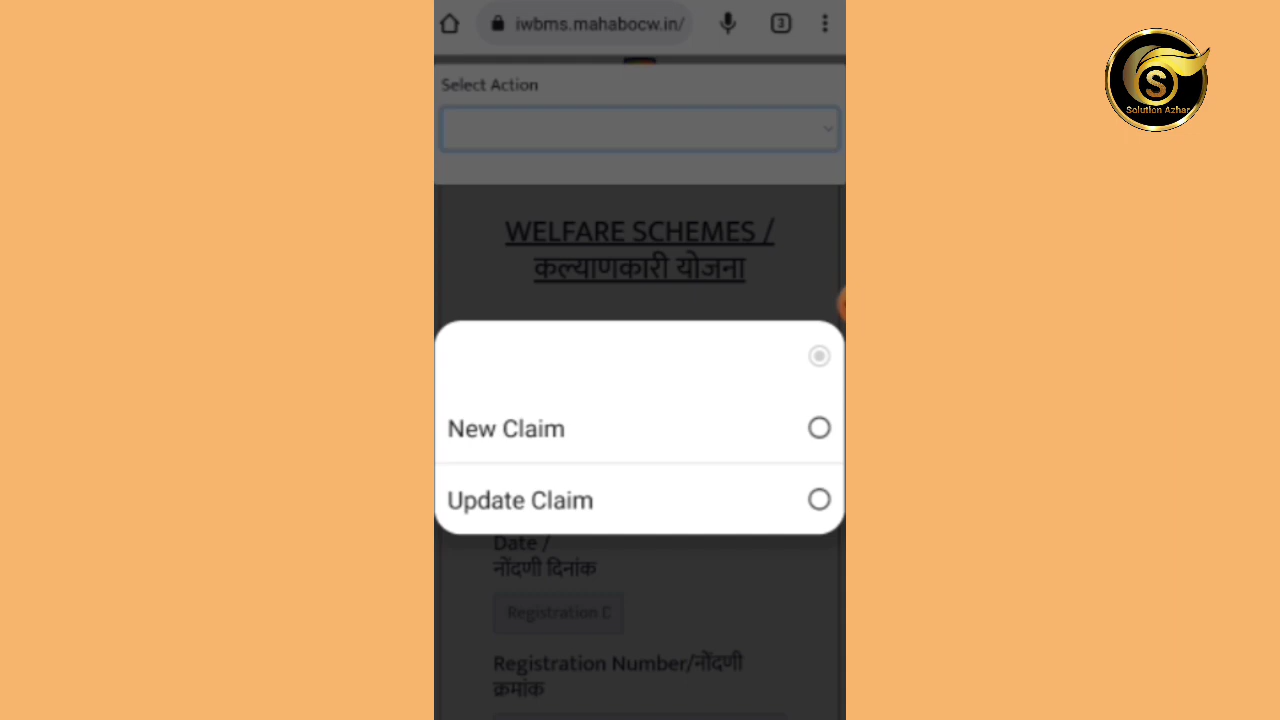 iwbms.mahabocw.in/
3
Select Action
WELFARE SCHEMES /
कल्याणकारी योजना
New Claim
Update Claim
Date /
नोंदणी दिनांक
Registration D
Registration Number/नोंदणी
क्रमांक
S
Solution Azhar